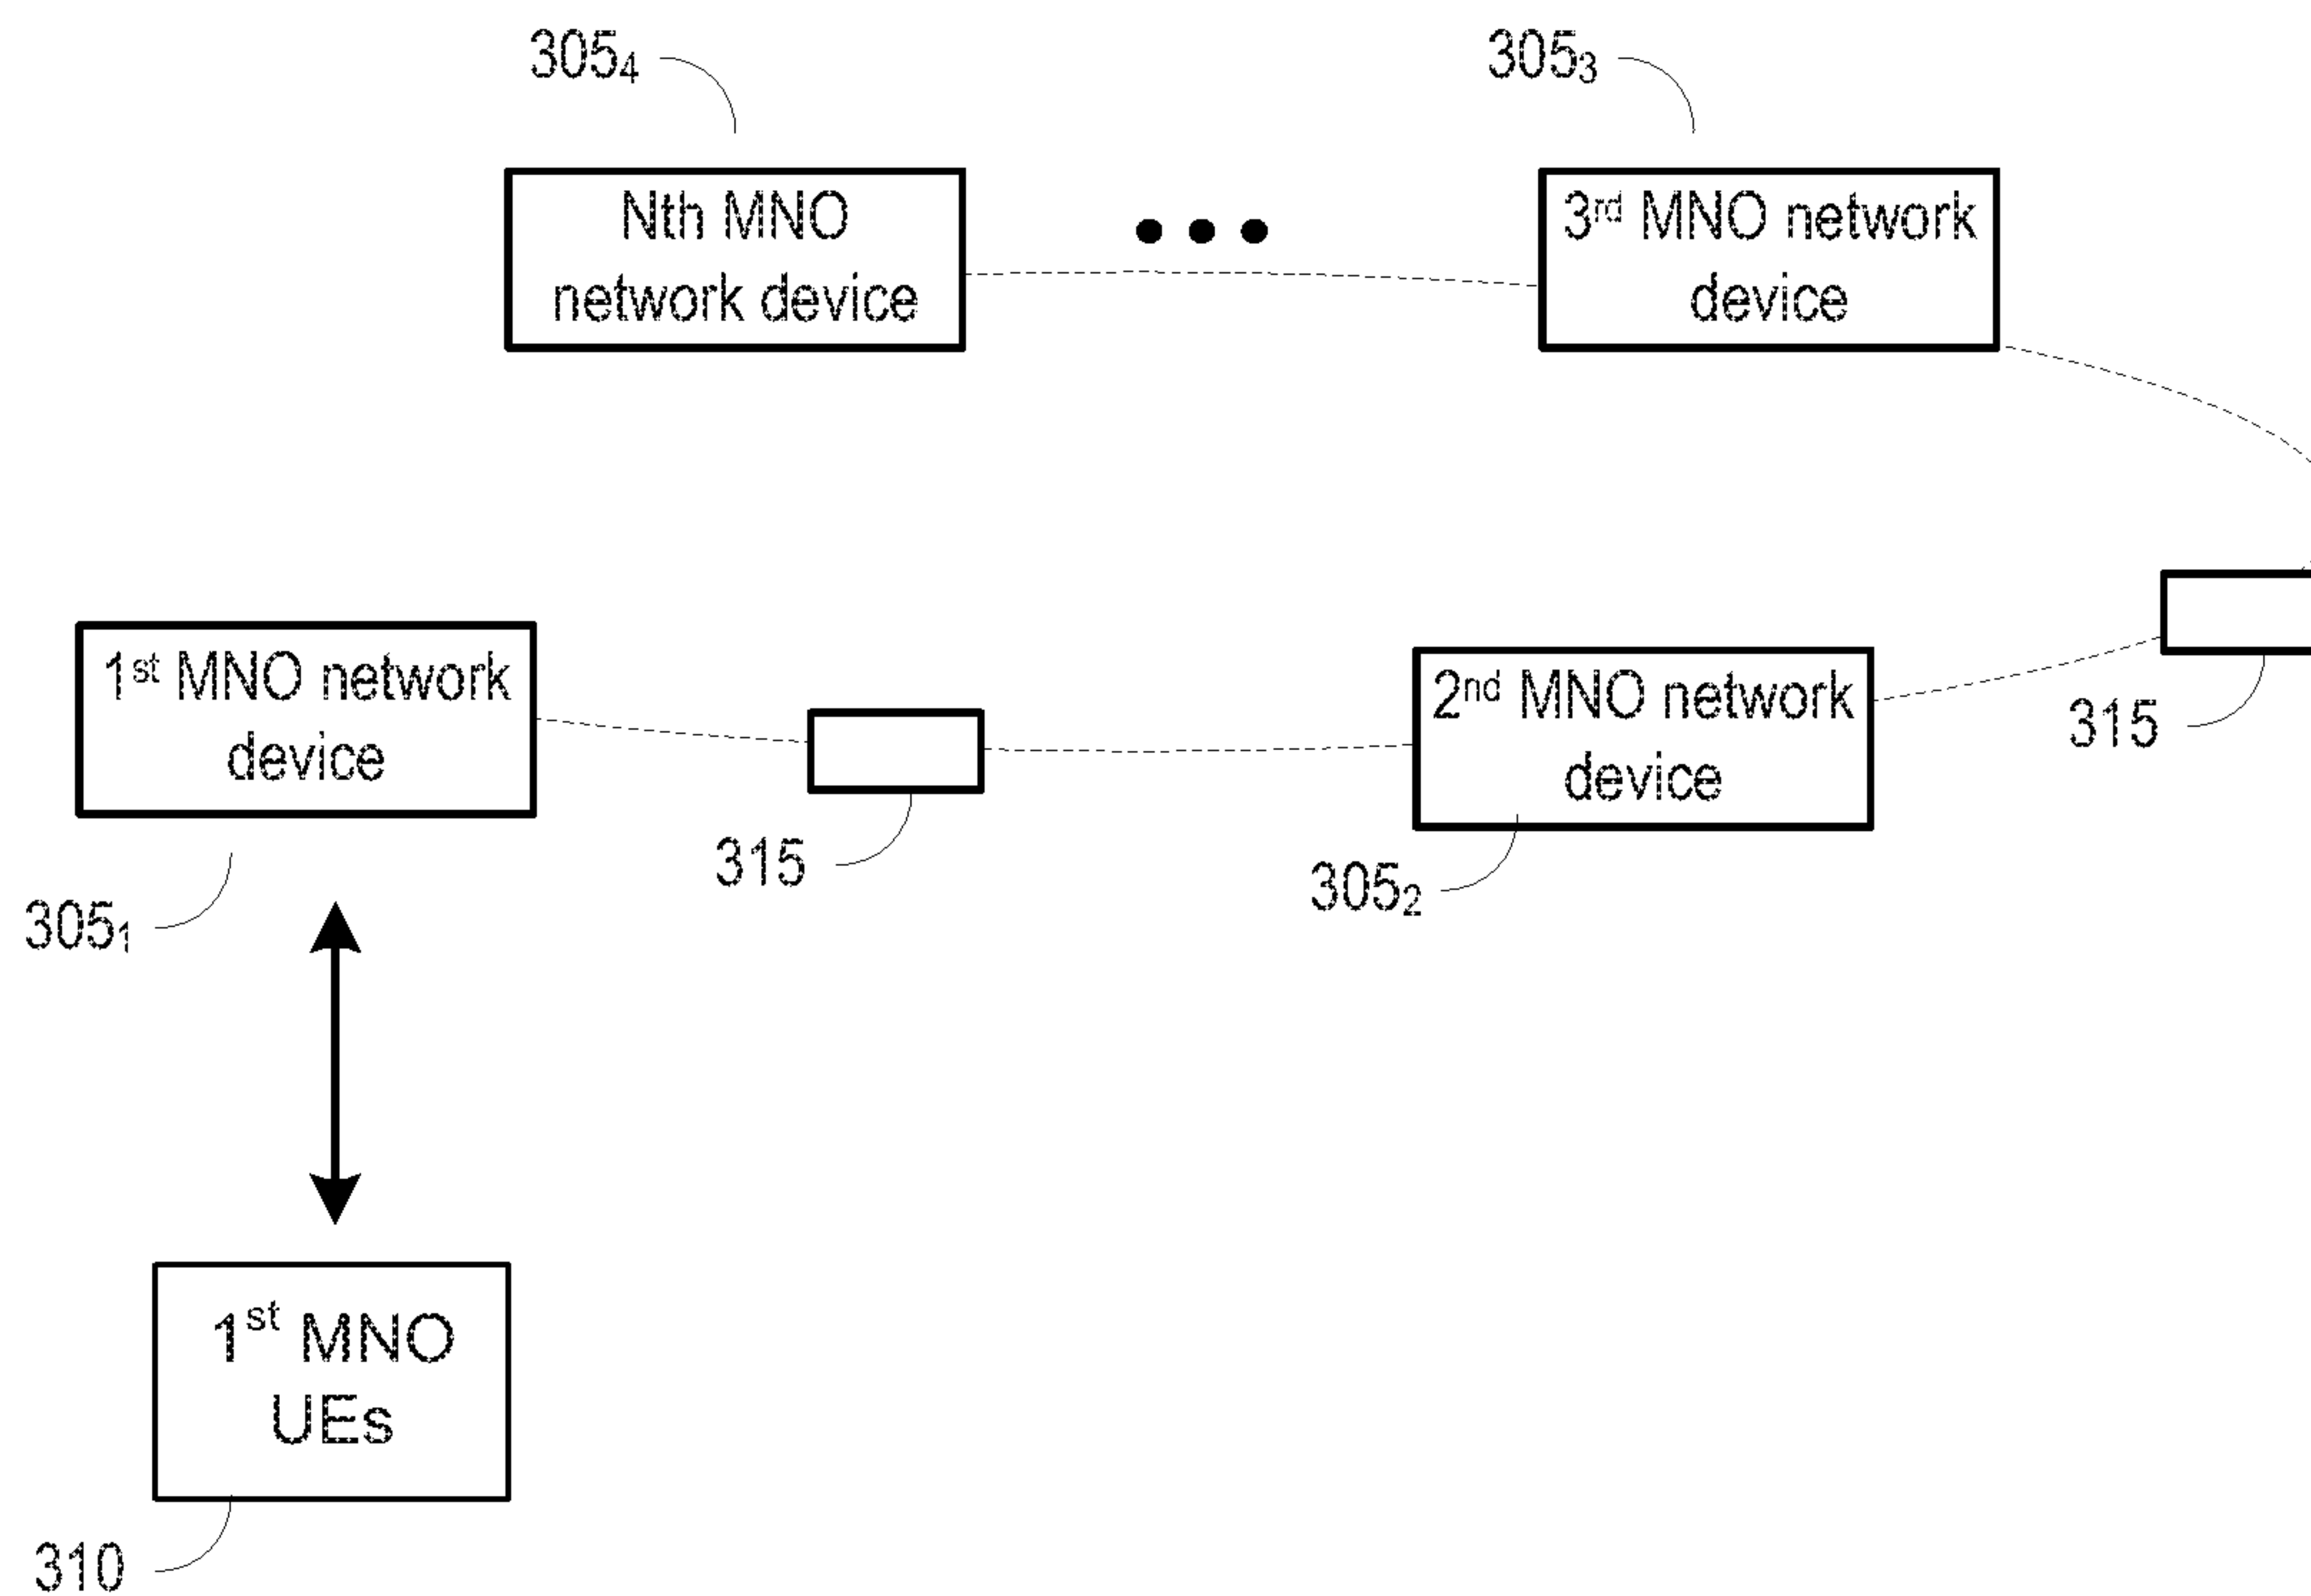 305₄
305₃
Nth MNO
network device
3ʳᵈ MNO network
device
1ˢᵗ MNO network
device
2ⁿᵈ MNO network
device
315
315
305₂
305₁
1ˢᵗ MNO
UEs
310